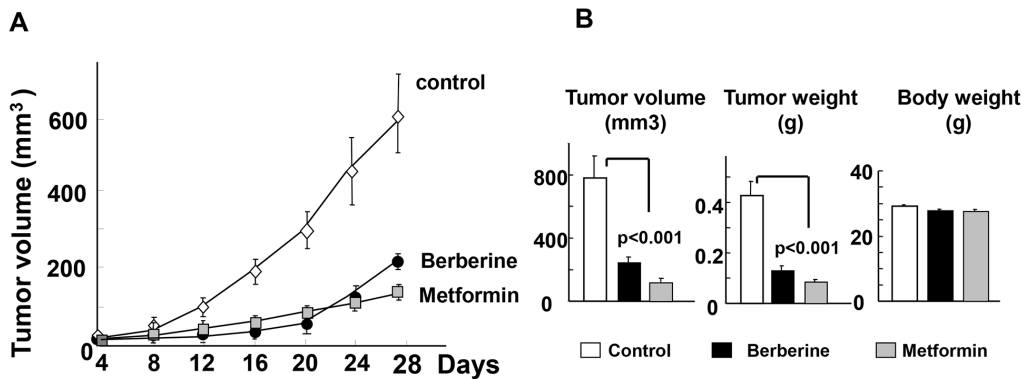 A
Tumor volume (mm³)
600
400
200
0
4 8 12 16 20 24 28 Days
control
Berberine
Metformin
B
Tumor volume
(mm3)
800
400
0
p<0.001
Tumor weight
(g)
0.4
0.2
0
p<0.001
Body weight
(g)
40
20
0
Control Berberine Metformin